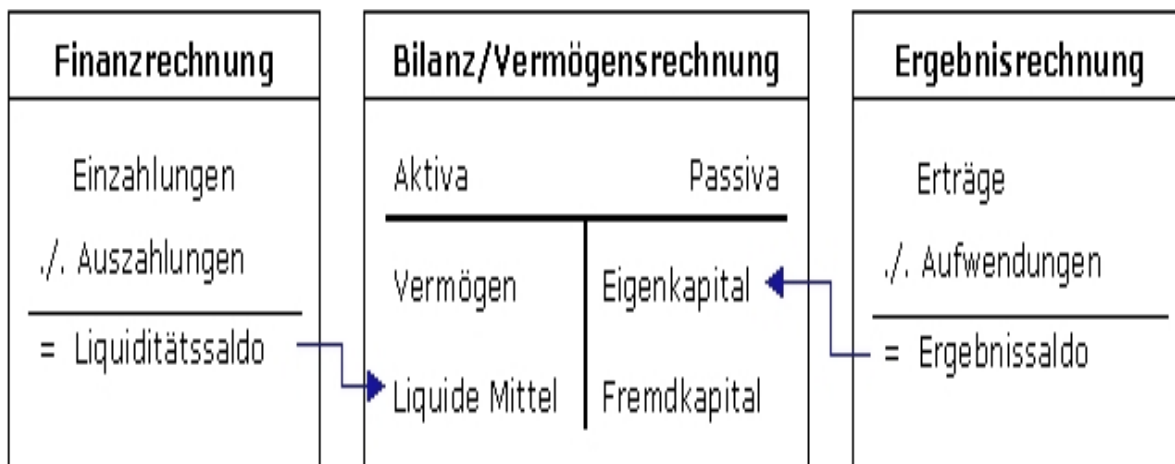 Finanzrechnung
Einzahlungen
./. Auszahlungen
= Liquiditätssaldo
Bilanz/Vermögensrechnung
Aktiva Passiva
Vermögen Eigenkapital
Liquide Mittel Fremdkapital
Ergebnisrechnung
Erträge
./. Aufwendungen
= Ergebnissaldo